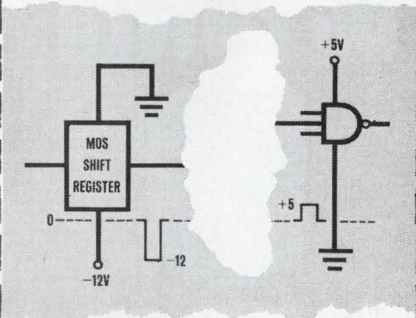 +5V
MOS
SHIFT
REGISTER
+5
0
-12
-12V